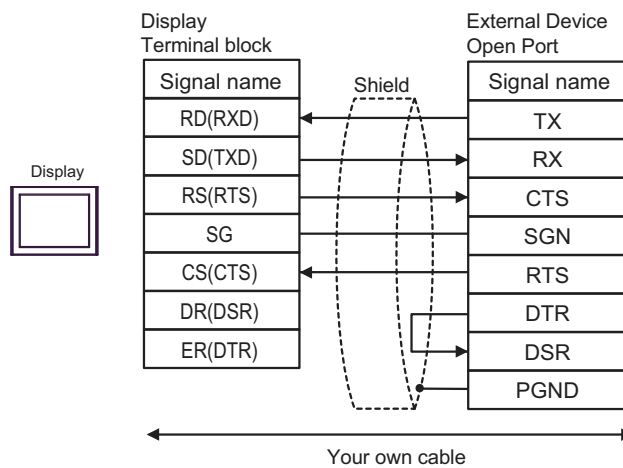 Display
Terminal block
External Device
Open Port
Signal name
Shield
Signal name
RD(RXD)
TX
SD(TXD)
RX
Display
RS(RTS)
CTS
SG
SGN
CS(CTS)
RTS
DR(DSR)
DTR
ER(DTR)
DSR
PGND
Your own cable